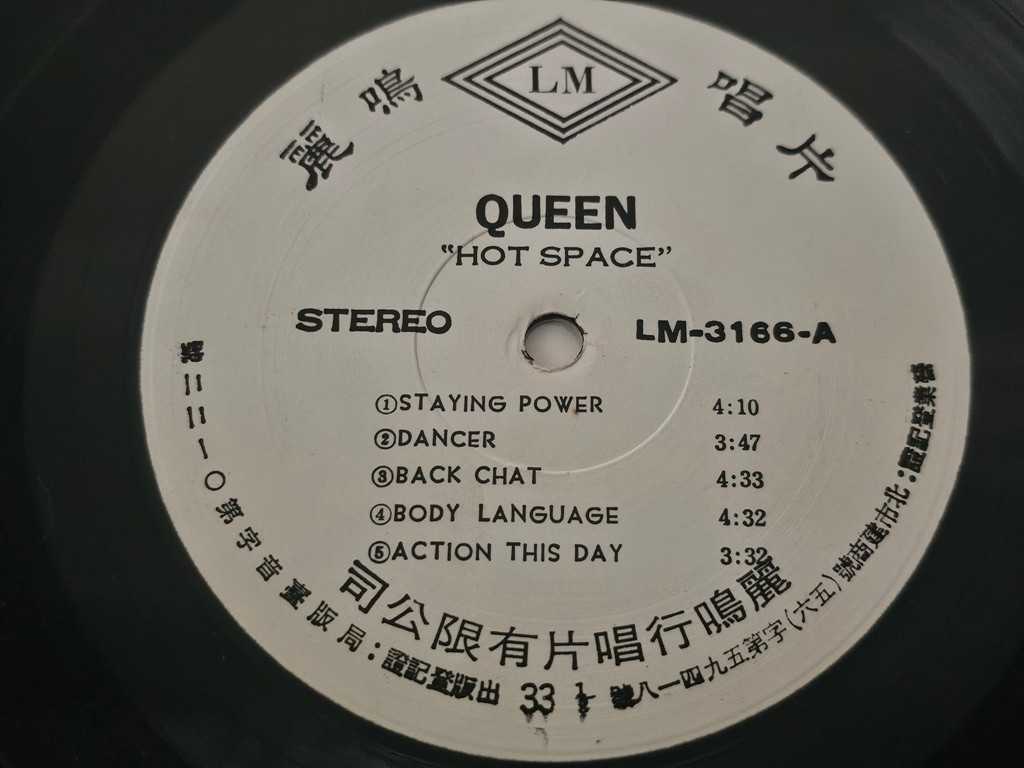 麗鳴唱片
LM
QUEEN
“HOT SPACE”
STEREO
LM-3166-A
①STAYING POWER 4:10
②DANCER 3:47
③BACK CHAT 4:33
④BODY LANGUAGE 4:32
⑤ACTION THIS DAY 3:32
麗鳴行唱片有限公司
營業登記證:北市建商號(五六)字第五九四一八號
33⅓
出版登記證:局版臺音字第〇一二二號